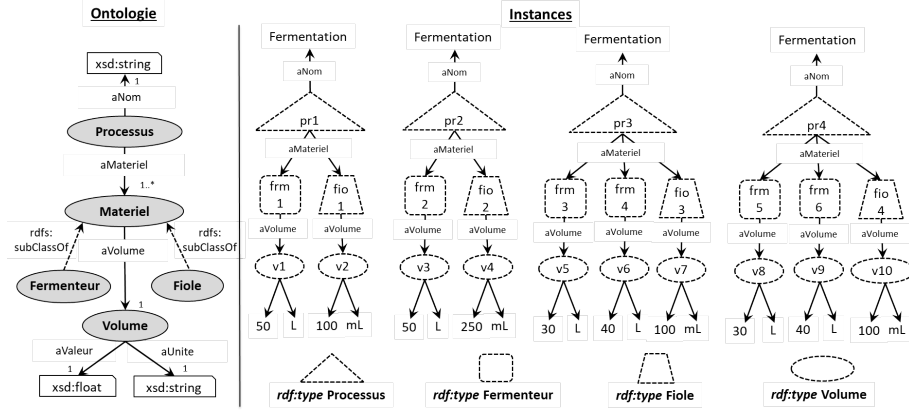 Ontologie
xsd:string
1
aNom
Processus
aMateriel
1..*
Materiel
rdfs:
subClassOf
aVolume
rdfs:
subClassOf
Fermenteur
Fiole
1
Volume
aValeur
aUnite
1
1
xsd:float
xsd:string
Instances
Fermentation
aNom
pr1
aMateriel
frm
1
fio
1
aVolume
aVolume
v1
v2
50
L
100
mL
Fermentation
aNom
pr2
aMateriel
frm
2
fio
2
aVolume
aVolume
v3
v4
50
L
250
mL
Fermentation
aNom
pr3
aMateriel
frm
3
frm
4
fio
3
aVolume
aVolume
aVolume
v5
v6
v7
30
L
40
L
100
mL
Fermentation
aNom
pr4
aMateriel
frm
5
frm
6
fio
4
aVolume
aVolume
aVolume
v8
v9
v10
30
L
40
L
100
mL
rdf:type Processus
rdf:type Fermenteur
rdf:type Fiole
rdf:type Volume